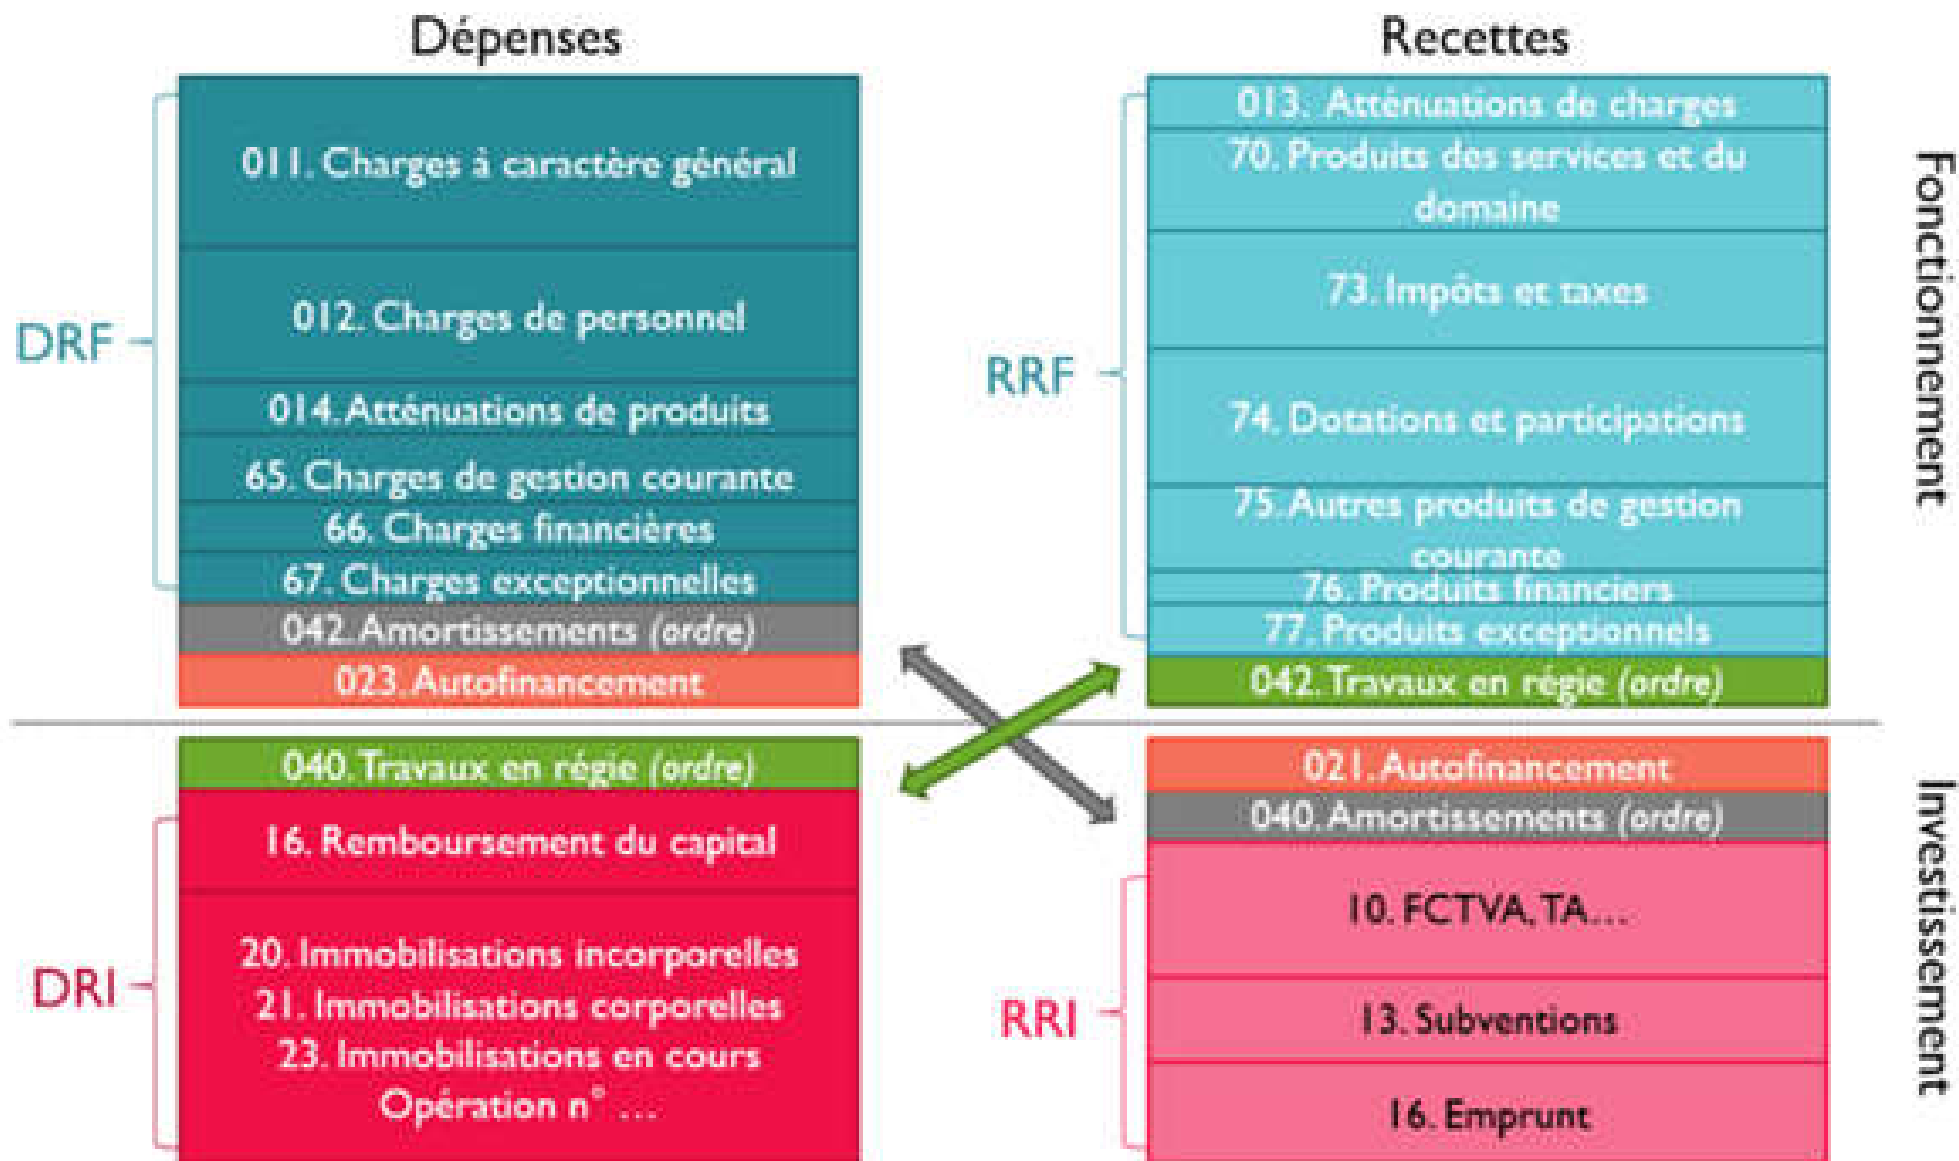 Dépenses
011. Charges à caractère général
012. Charges de personnel
DRF
014. Atténuations de produits
65. Charges de gestion courante
66. Charges financières
67. Charges exceptionnelles
042. Amortissements (ordre)
023. Autofinancement
Recettes
013. Atténuations de charges
70. Produits des services et du
domaine
73. Impôts et taxes
RRF
74. Dotations et participations
75. Autres produits de gestion
courante
76. Produits financiers
77. Produits exceptionnels
042. Travaux en régie (ordre)
Fonctionnement
040. Travaux en régie (ordre)
16. Remboursement du capital
20. Immobilisations incorporelles
DRI
21. Immobilisations corporelles
23. Immobilisations en cours
Opération n° ...
021. Autofinancement
040. Amortissements (ordre)
10. FCTVA, TA...
RRI
13. Subventions
16. Emprunt
Investissement